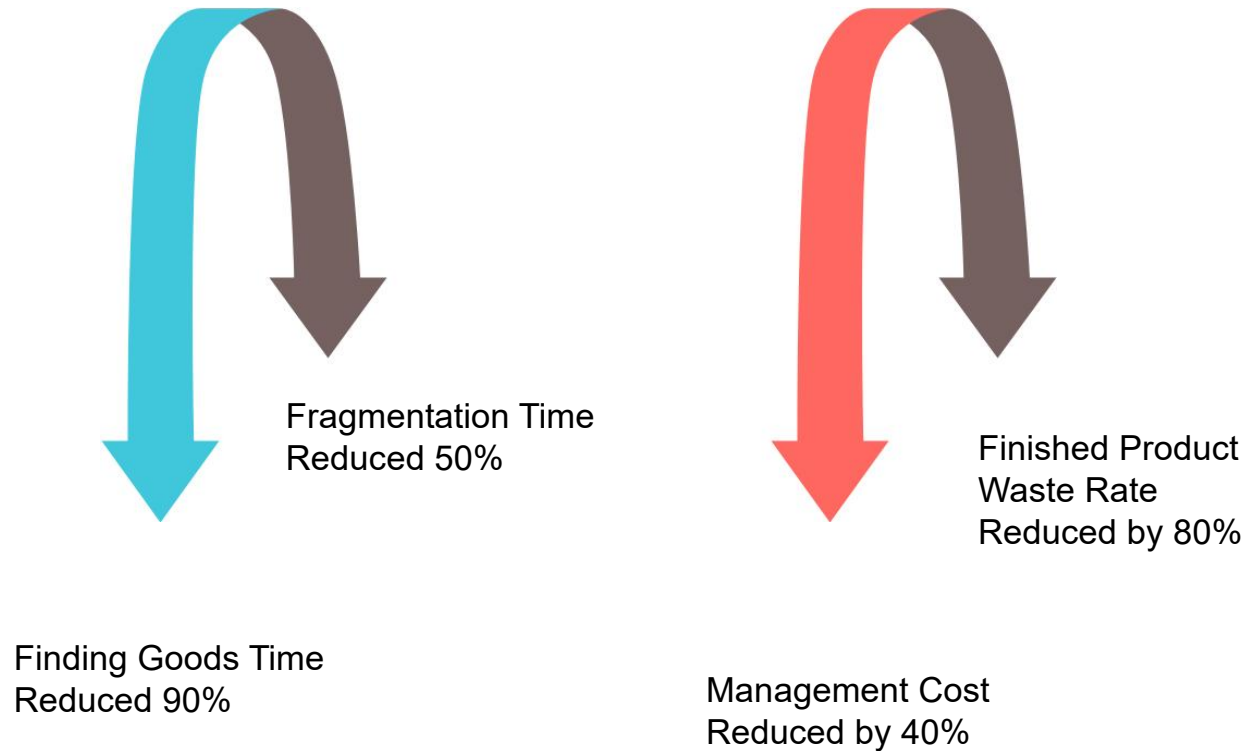 Fragmentation Time
Reduced 50%
Finding Goods Time
Reduced 90%
Finished Product
Waste Rate
Reduced by 80%
Management Cost
Reduced by 40%